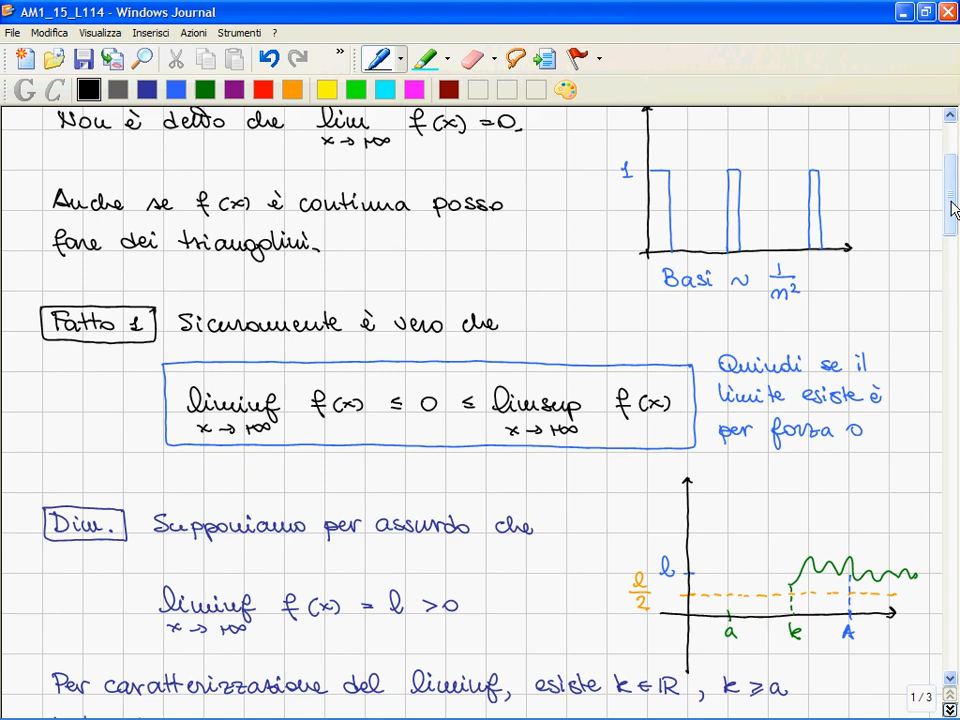 AM1_15_L114 - Windows Journal
File Modifica Visualizza Inserisci Azioni Strumenti ?
Non è detto che lim f(x) = 0.
x → +∞
1
Anche se f(x) è continua posso
fare dei triangolini.
Basi ~ 1/n²
Fatto 1 Sicuramente è vero che
liminf f(x) ≤ 0 ≤ limsup f(x)
x → +∞ x → +∞
Quindi se il
limite esiste è
per forza 0
Dim. Supponiamo per assurdo che
liminf f(x) = l > 0
x → +∞
l
l/2
a k A
Per caratterizzazione del liminf, esiste k ∈ ℝ, k ≥ a
1 / 3